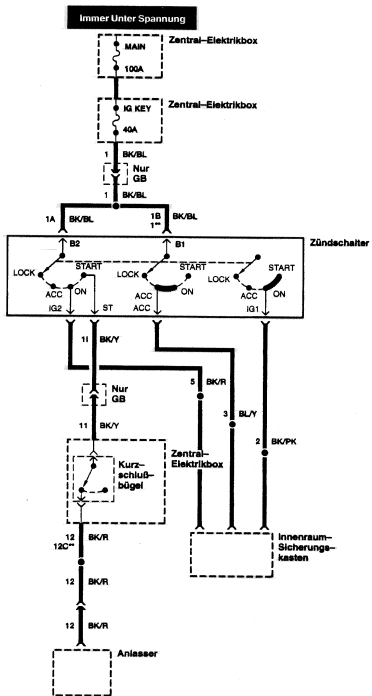 Immer Unter Spannung
MAIN
100A
Zentral–Elektrikbox
IG KEY
40A
Zentral–Elektrikbox
1 BK/BL
Nur
GB
1 BK/BL
1A BK/BL
1B BK/BL
1**
B2
B1
Zündschalter
LOCK
START
ACC
ON
LOCK
START
ACC
ON
LOCK
START
ACC
ON
IG2
ST
ACC
IG1
11 BK/Y
5 BK/R
Nur
GB
3 BL/Y
11 BK/Y
2 BK/PK
Zentral–
Elektrikbox
Kurz–
schluß–
bügel
12 BK/R
12C**
Innenraum–
Sicherungs–
kasten
12 BK/R
12 BK/R
Anlasser